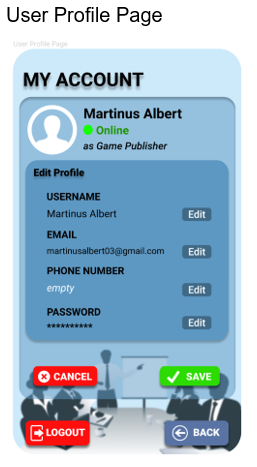 User Profile Page
User Profile Page
MY ACCOUNT
Martinus Albert
Online
as Game Publisher
Edit Profile
USERNAME
Martinus Albert
Edit
EMAIL
martinusalbert03@gmail.com
Edit
PHONE NUMBER
empty
Edit
PASSWORD
**********
Edit
CANCEL
SAVE
LOGOUT
BACK